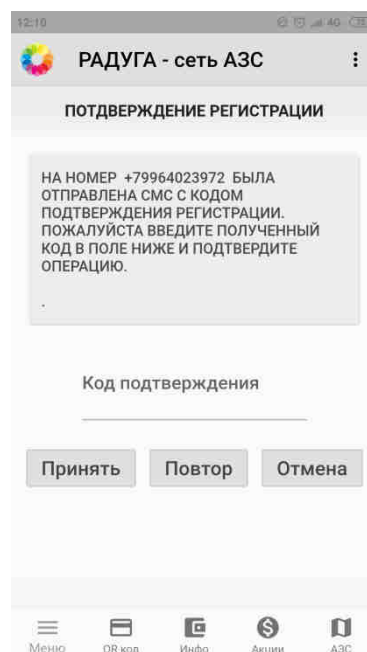 12:10
4G
РАДУГА - сеть АЗС
ПОТДВЕРЖДЕНИЕ РЕГИСТРАЦИИ
НА НОМЕР +79964023972 БЫЛА
ОТПРАВЛЕНА СМС С КОДОМ
ПОДТВЕРЖДЕНИЯ РЕГИСТРАЦИИ.
ПОЖАЛУЙСТА ВВЕДИТЕ ПОЛУЧЕННЫЙ
КОД В ПОЛЕ НИЖЕ И ПОДТВЕРДИТЕ
ОПЕРАЦИЮ.
.
Код подтверждения
Принять Повтор Отмена
Меню QR код Инфо Акции АЗС